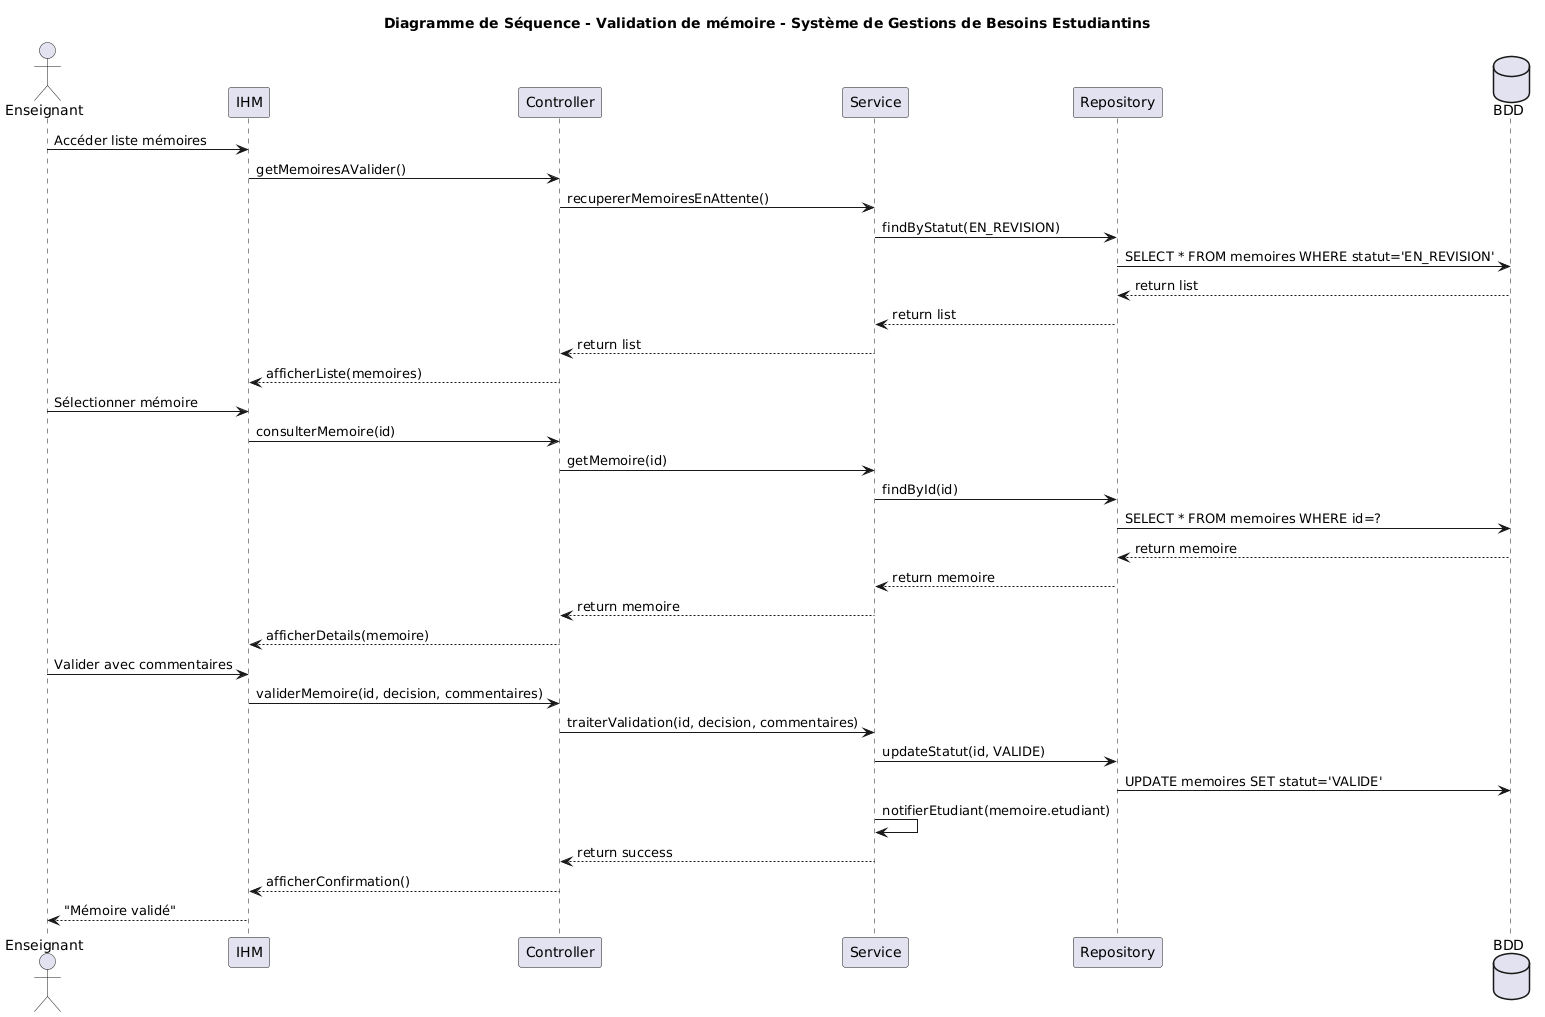 Diagramme de Séquence - Validation de mémoire - Système de Gestions de Besoins Estudiantins
Enseignant
IHM
Controller
Service
Repository
BDD
Accéder liste mémoires
getMemoiresAValider()
recupererMemoiresEnAttente()
findByStatut(EN_REVISION)
SELECT * FROM memoires WHERE statut='EN_REVISION'
return list
return list
return list
afficherListe(memoires)
Sélectionner mémoire
consulterMemoire(id)
getMemoire(id)
findById(id)
SELECT * FROM memoires WHERE id=?
return memoire
return memoire
return memoire
afficherDetails(memoire)
Valider avec commentaires
validerMemoire(id, decision, commentaires)
traiterValidation(id, decision, commentaires)
updateStatut(id, VALIDE)
UPDATE memoires SET statut='VALIDE'
notifierEtudiant(memoire.etudiant)
return success
afficherConfirmation()
"Mémoire validé"
Enseignant
IHM
Controller
Service
Repository
BDD